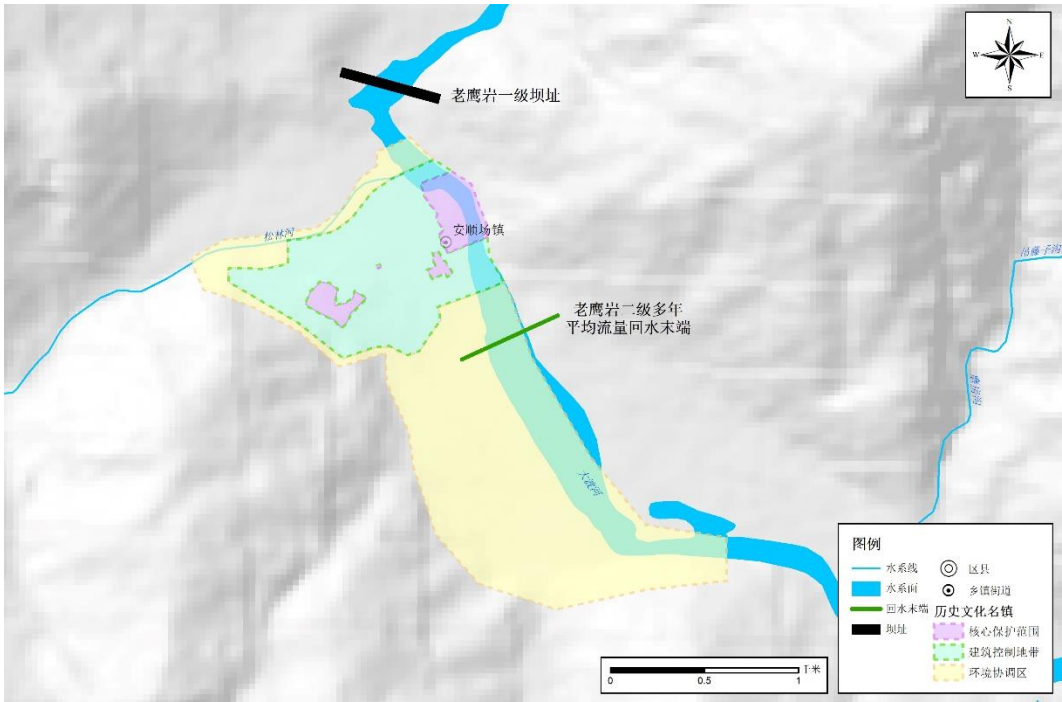 N
W E
S
老鹰岩一级坝址
松林河
安顺场镇
老鹰岩二级多年
平均流量回水末端
大渡河
图例
水系线
区县
水系面
乡镇街道
回水末端
历史文化名镇
坝址
核心保护范围
建筑控制地带
环境协调区
千米
0 0.5 1